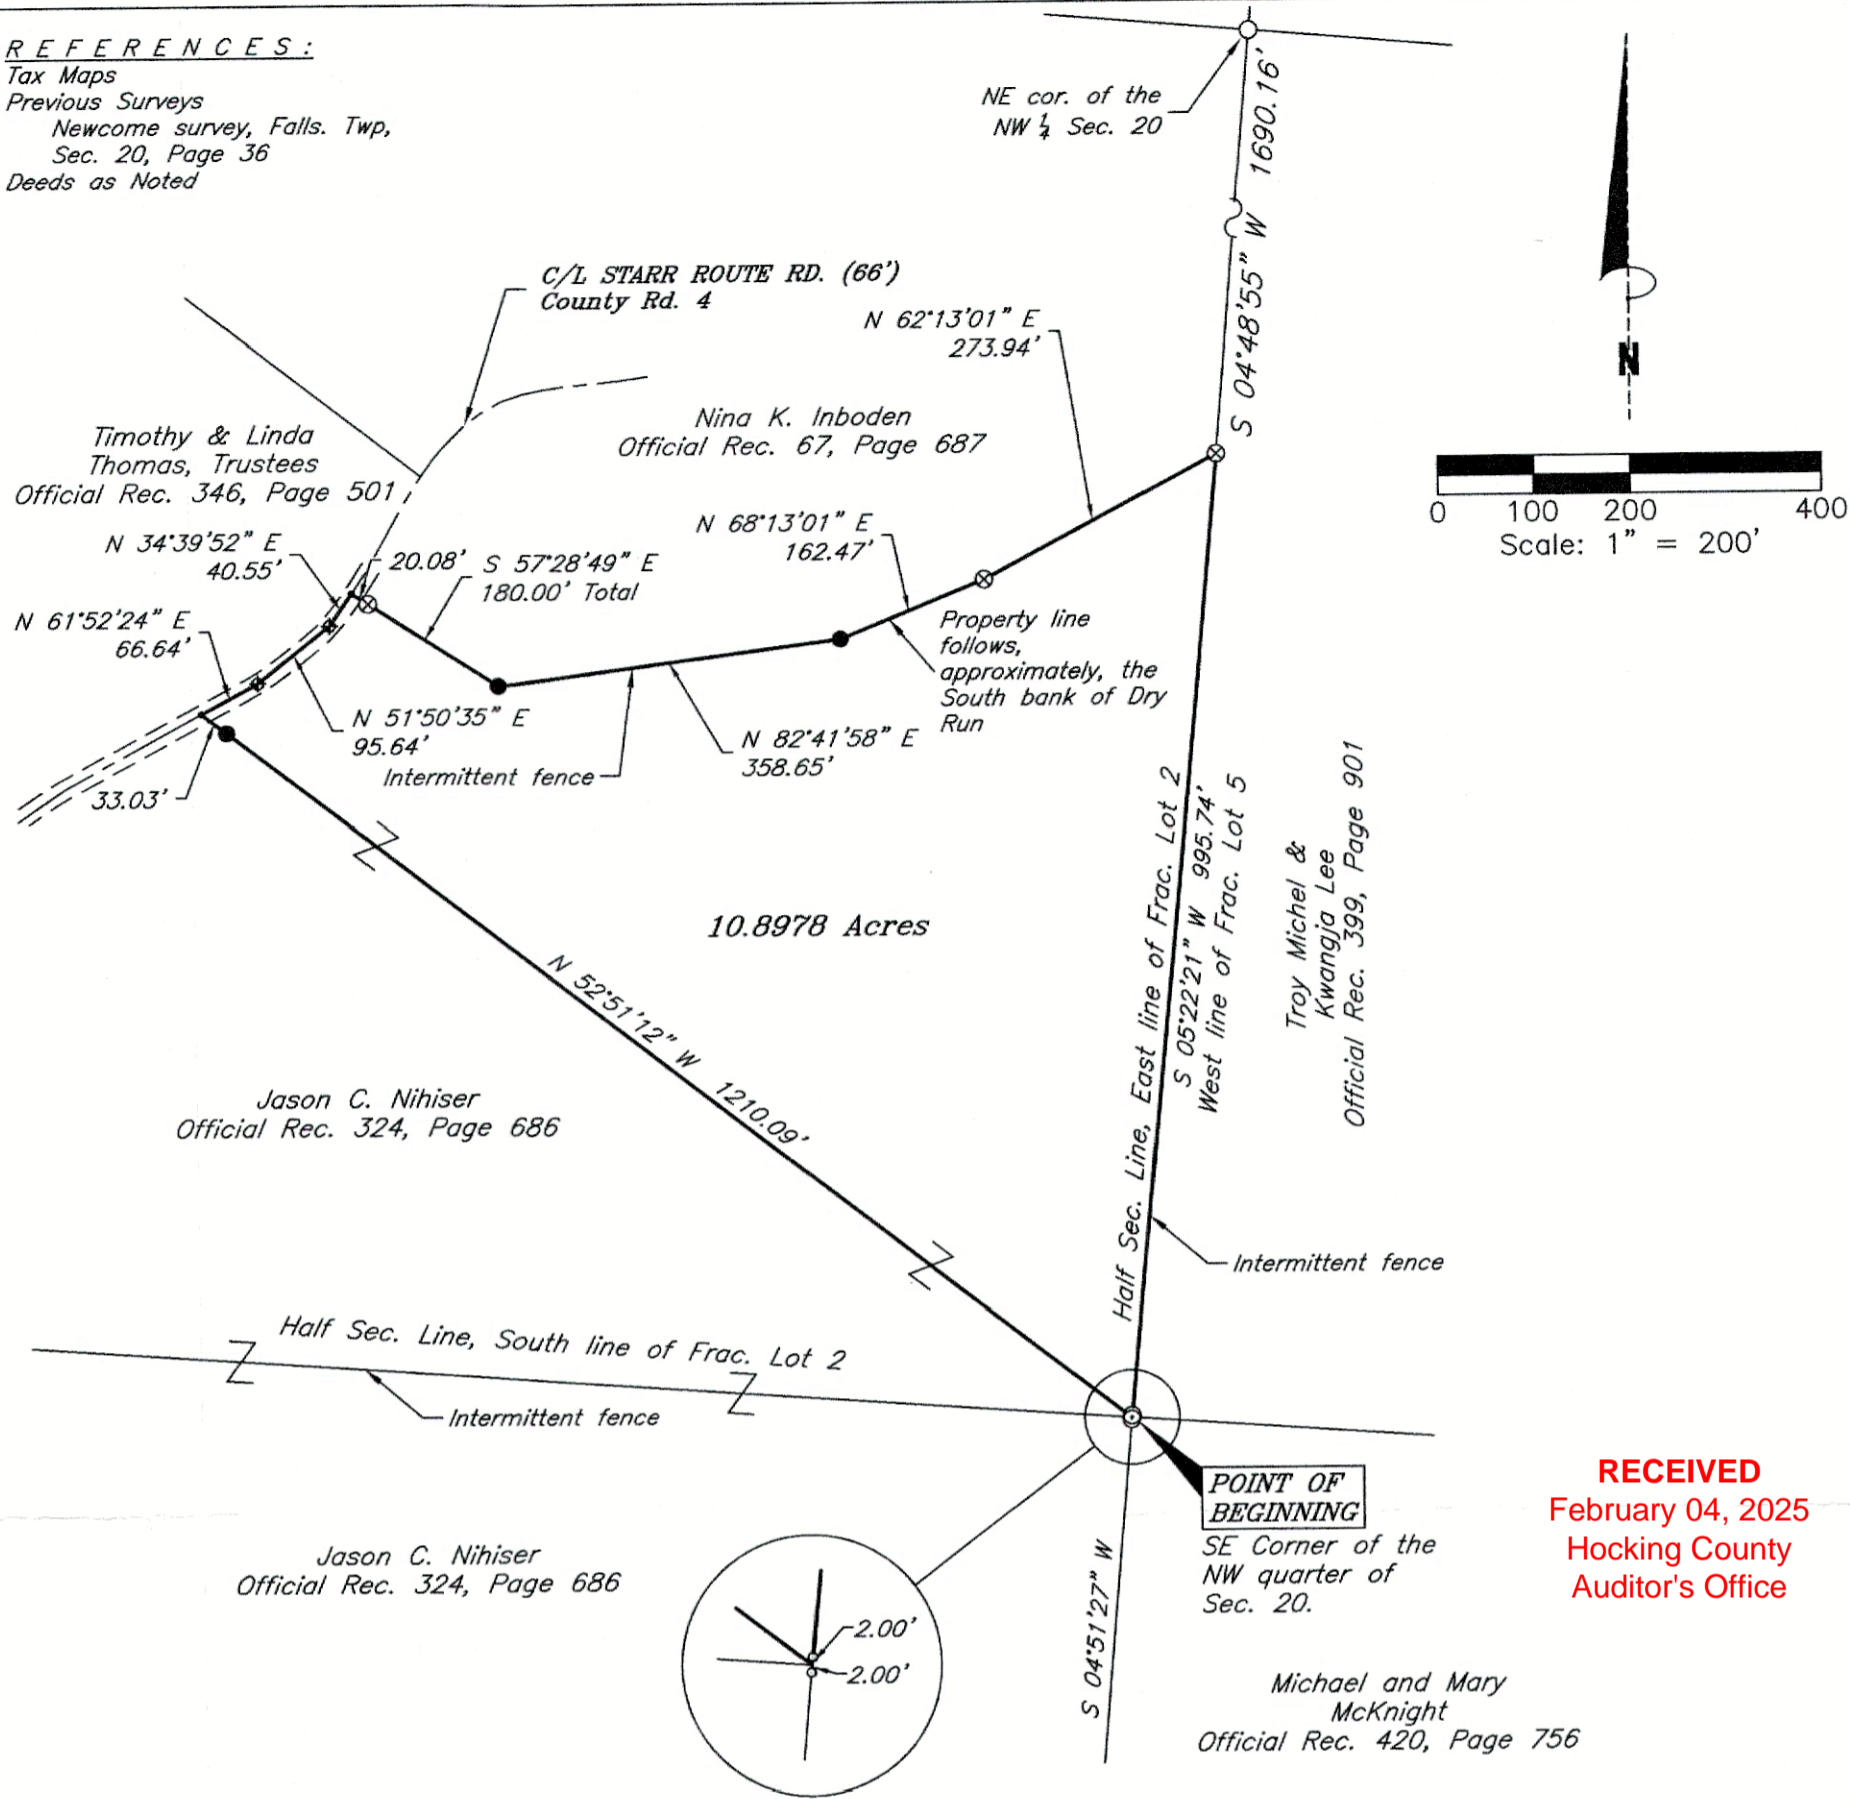 REFERENCES:
Tax Maps
Previous Surveys
Newcome survey, Falls. Twp,
Sec. 20, Page 36
Deeds as Noted
NE cor. of the
NW ¼ Sec. 20
S 04°48'55" W 1690.16'
C/L STARR ROUTE RD. (66')
County Rd. 4
N 62°13'01" E
273.94'
N
Timothy & Linda
Thomas, Trustees
Official Rec. 346, Page 501
Nina K. Inboden
Official Rec. 67, Page 687
0 100 200 400
Scale: 1" = 200'
N 34°39'52" E
40.55'
20.08'
S 57°28'49" E
180.00' Total
N 68°13'01" E
162.47'
N 61°52'24" E
66.64'
Property line
follows,
approximately, the
South bank of Dry
Run
N 51°50'35" E
95.64'
N 82°41'58" E
358.65'
Intermittent fence
33.03'
Half Sec. Line, East line of Frac. Lot 2
S 05°22'21" W 995.74'
West line of Frac. Lot 5
Troy Michel &
Kwangja Lee
Official Rec. 399, Page 901
10.8978 Acres
N 52°51'12" W 1210.09'
Jason C. Nihiser
Official Rec. 324, Page 686
Intermittent fence
Half Sec. Line, South line of Frac. Lot 2
Intermittent fence
POINT OF
BEGINNING
SE Corner of the
NW quarter of
Sec. 20.
RECEIVED
February 04, 2025
Hocking County
Auditor's Office
Jason C. Nihiser
Official Rec. 324, Page 686
2.00'
2.00'
S 04°51'27" W
Michael and Mary
McKnight
Official Rec. 420, Page 756